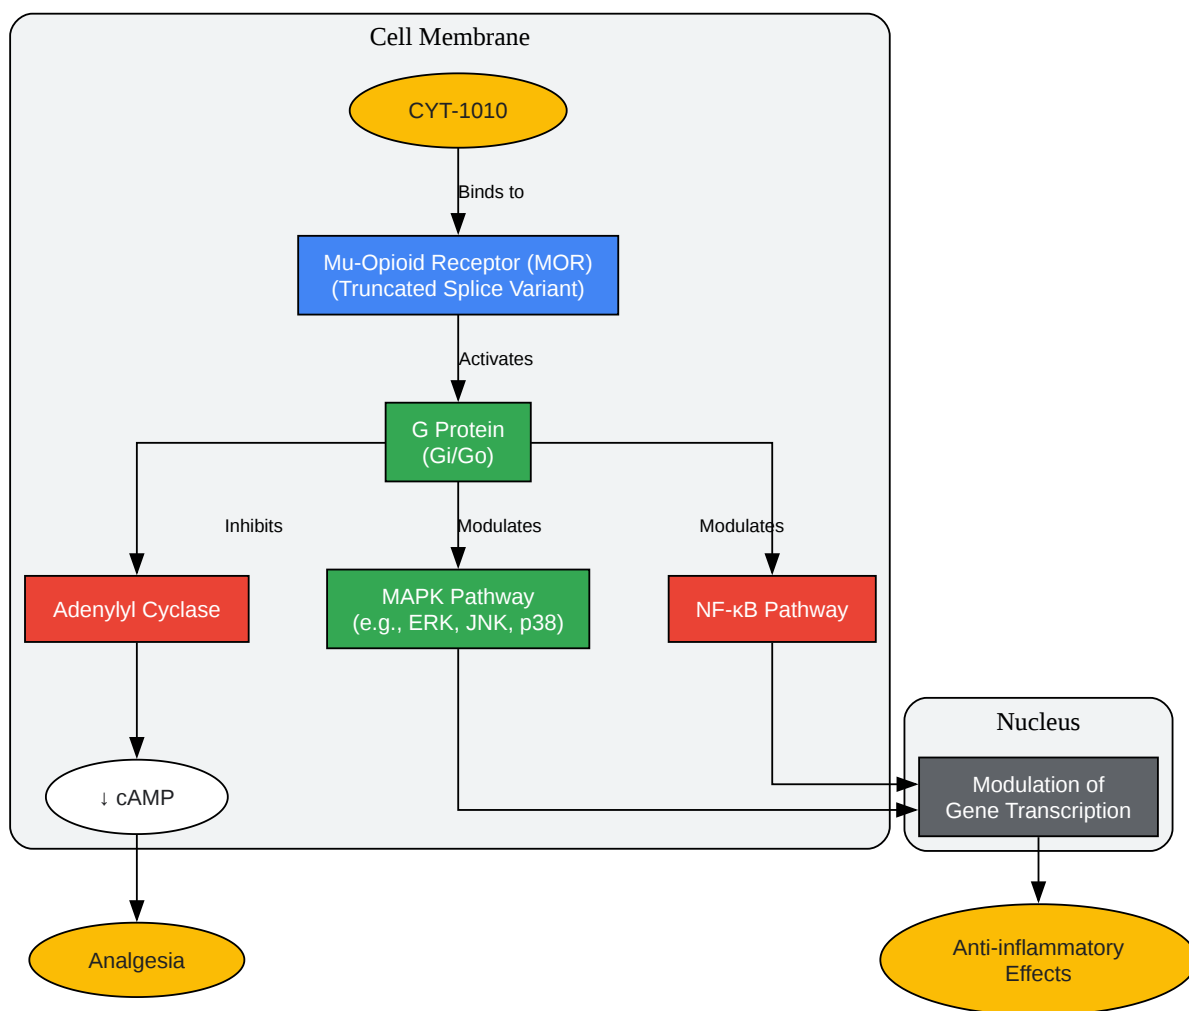 Cell Membrane
CYT-1010
Binds to
Mu-Opioid Receptor (MOR)
(Truncated Splice Variant)
Activates
G Protein
(Gi/Go)
Inhibits
Modulates
Modulates
Adenylyl Cyclase
MAPK Pathway
(e.g., ERK, JNK, p38)
NF-κB Pathway
Nucleus
↓ cAMP
Modulation of
Gene Transcription
Analgesia
Anti-inflammatory
Effects